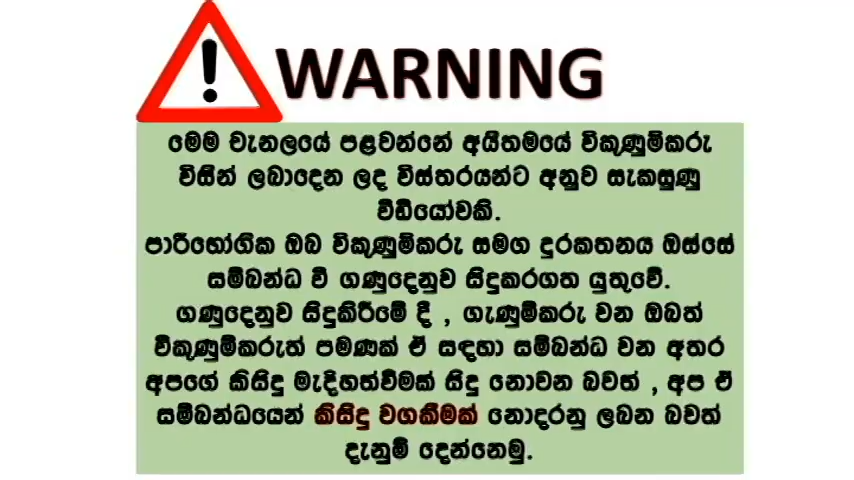 WARNING
මෙම චැනලයේ පළවන්නේ අයිතමයේ විකුණුම්කරු
විසින් ලබාදෙන ලද විස්තරයන්ට අනුව සැකසුණු
වීඩියෝවකි.
පාරිභෝගික ඔබ විකුණුම්කරු සමග දුරකතනය ඔස්සේ
සම්බන්ධ වී ගණුදෙනුව සිදුකරගත යුතුවේ.
ගණුදෙනුව සිදුකිරීමේ දී , ගැණුම්කරු වන ඔබත්
විකුණුම්කරුත් පමණක් ඒ සඳහා සම්බන්ධ වන අතර
අපගේ කිසිදු මැදිහත්වීමක් සිදු නොවන බවත් , අප ඒ
සම්බන්ධයෙන් කිසිදු වගකීමක් නොදරනු ලබන බවත්
දැනුම් දෙන්නෙමු.